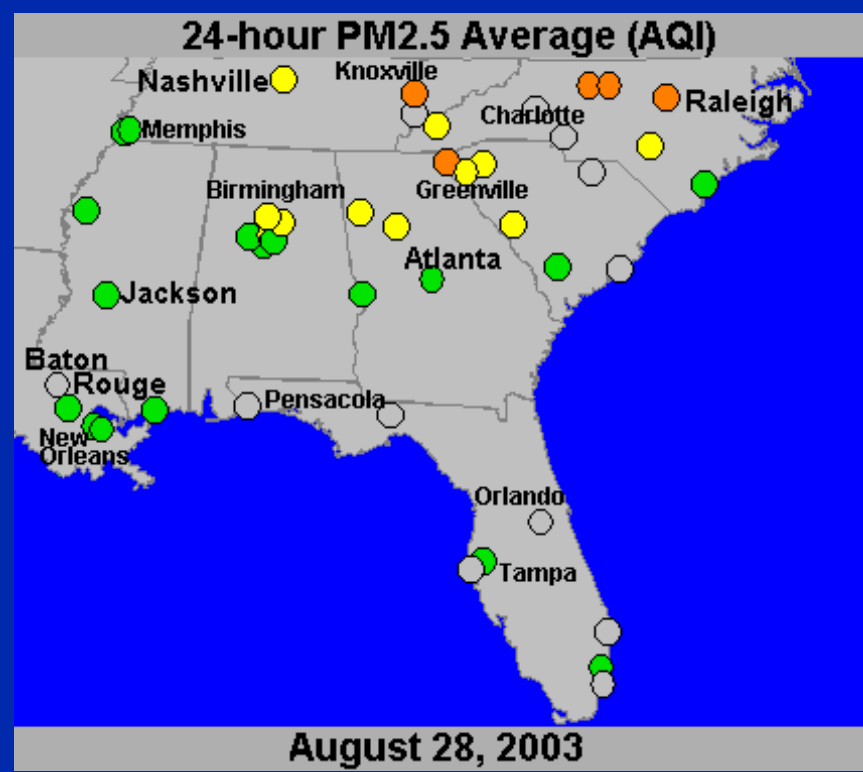 24-hour PM2.5 Average (AQI)
Knoxville
Nashville
Charlotte
Raleigh
Memphis
Birmingham
Greenville
Atlanta
Jackson
Baton
Rouge
Pensacola
New
Orleans
Orlando
Tampa
August 28, 2003